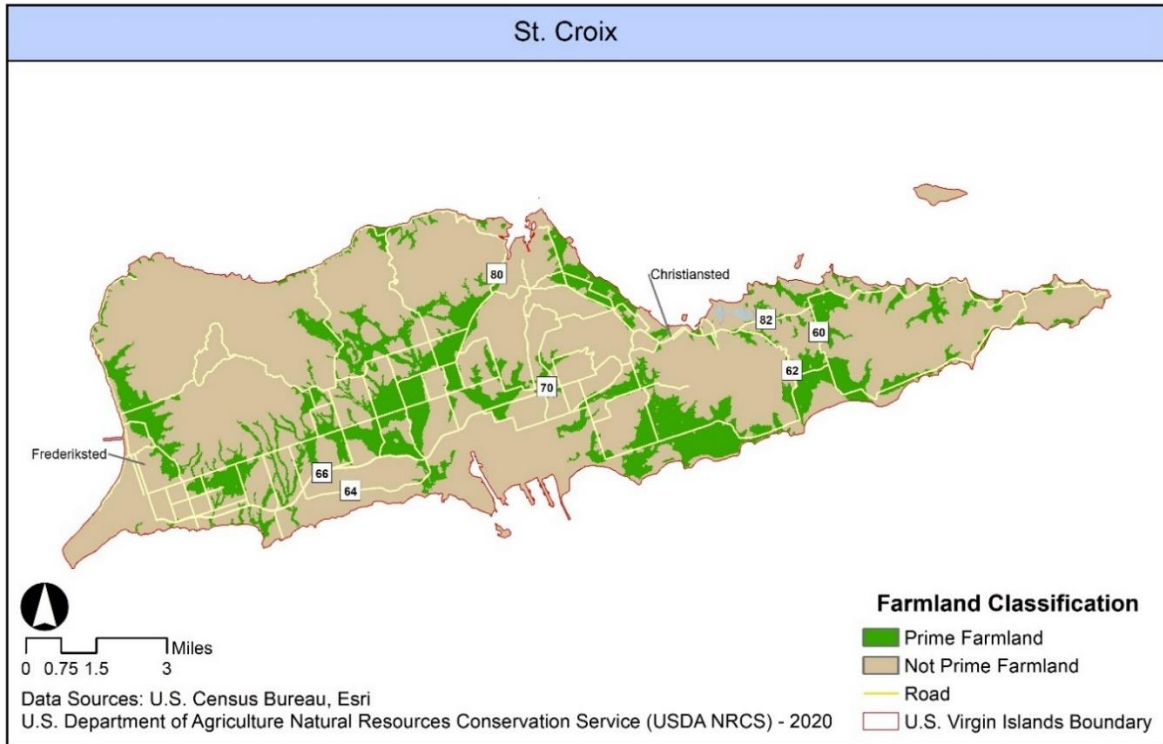 St. Croix
80
Christiansted
82
60
62
70
Frederiksted
66
64
Miles
0 0.75 1.5 3
Data Sources: U.S. Census Bureau, Esri
U.S. Department of Agriculture Natural Resources Conservation Service (USDA NRCS) - 2020
Farmland Classification
Prime Farmland
Not Prime Farmland
Road
U.S. Virgin Islands Boundary